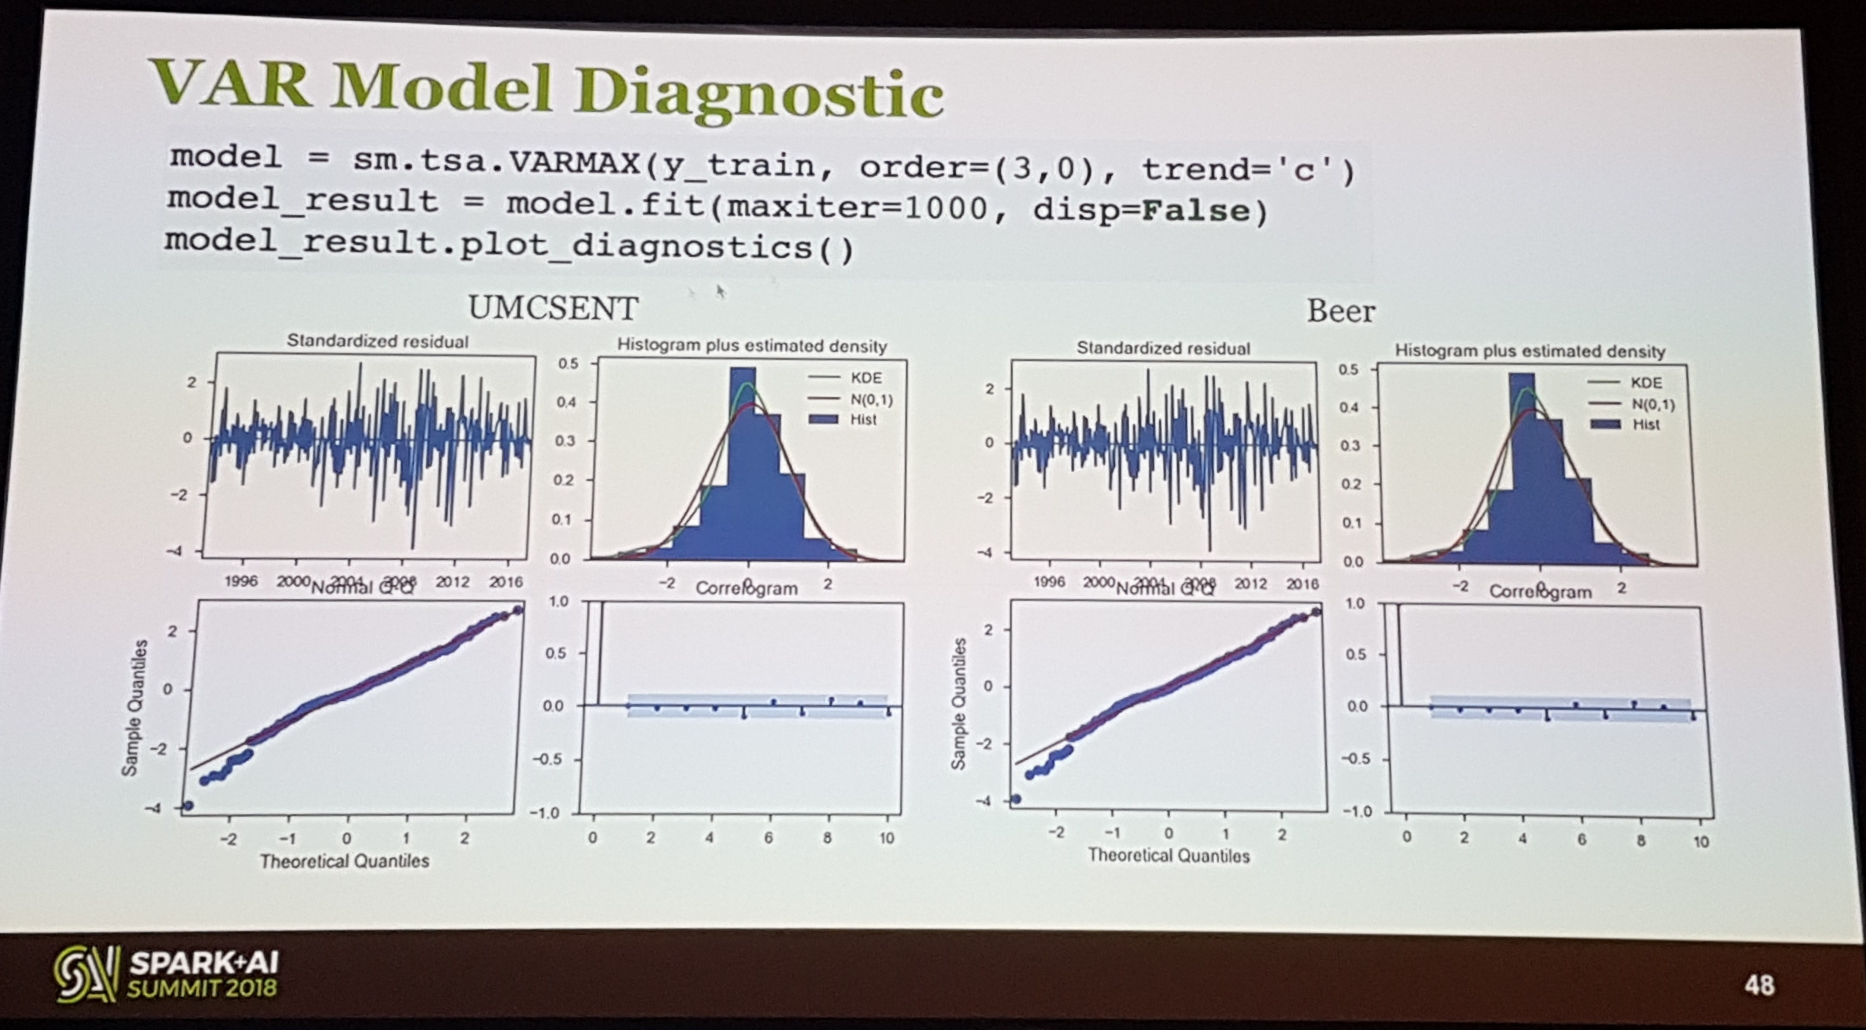 VAR Model Diagnostic
model = sm.tsa.VARMAX(y_train, order=(3,0), trend='c')
model_result = model.fit(maxiter=1000, disp=False)
model_result.plot_diagnostics()
UMCSENT
Beer
Standardized residual
2
0
−2
−4
1996 2000 2004 2008 2012 2016
Histogram plus estimated density
0.5
0.4
0.3
0.2
0.1
0.0
KDE
N(0,1)
Hist
−2 0 2
Normal Q-Q
Sample Quantiles
2
0
−2
−4
−2 −1 0 1 2
Theoretical Quantiles
Correlogram
1.0
0.5
0.0
−0.5
−1.0
0 2 4 6 8 10
Standardized residual
2
0
−2
−4
1996 2000 2004 2008 2012 2016
Histogram plus estimated density
0.5
0.4
0.3
0.2
0.1
0.0
KDE
N(0,1)
Hist
−2 0 2
Normal Q-Q
Sample Quantiles
2
0
−2
−4
−2 −1 0 1 2
Theoretical Quantiles
Correlogram
1.0
0.5
0.0
−0.5
−1.0
0 2 4 6 8 10
SPARK+AI
SUMMIT 2018
48